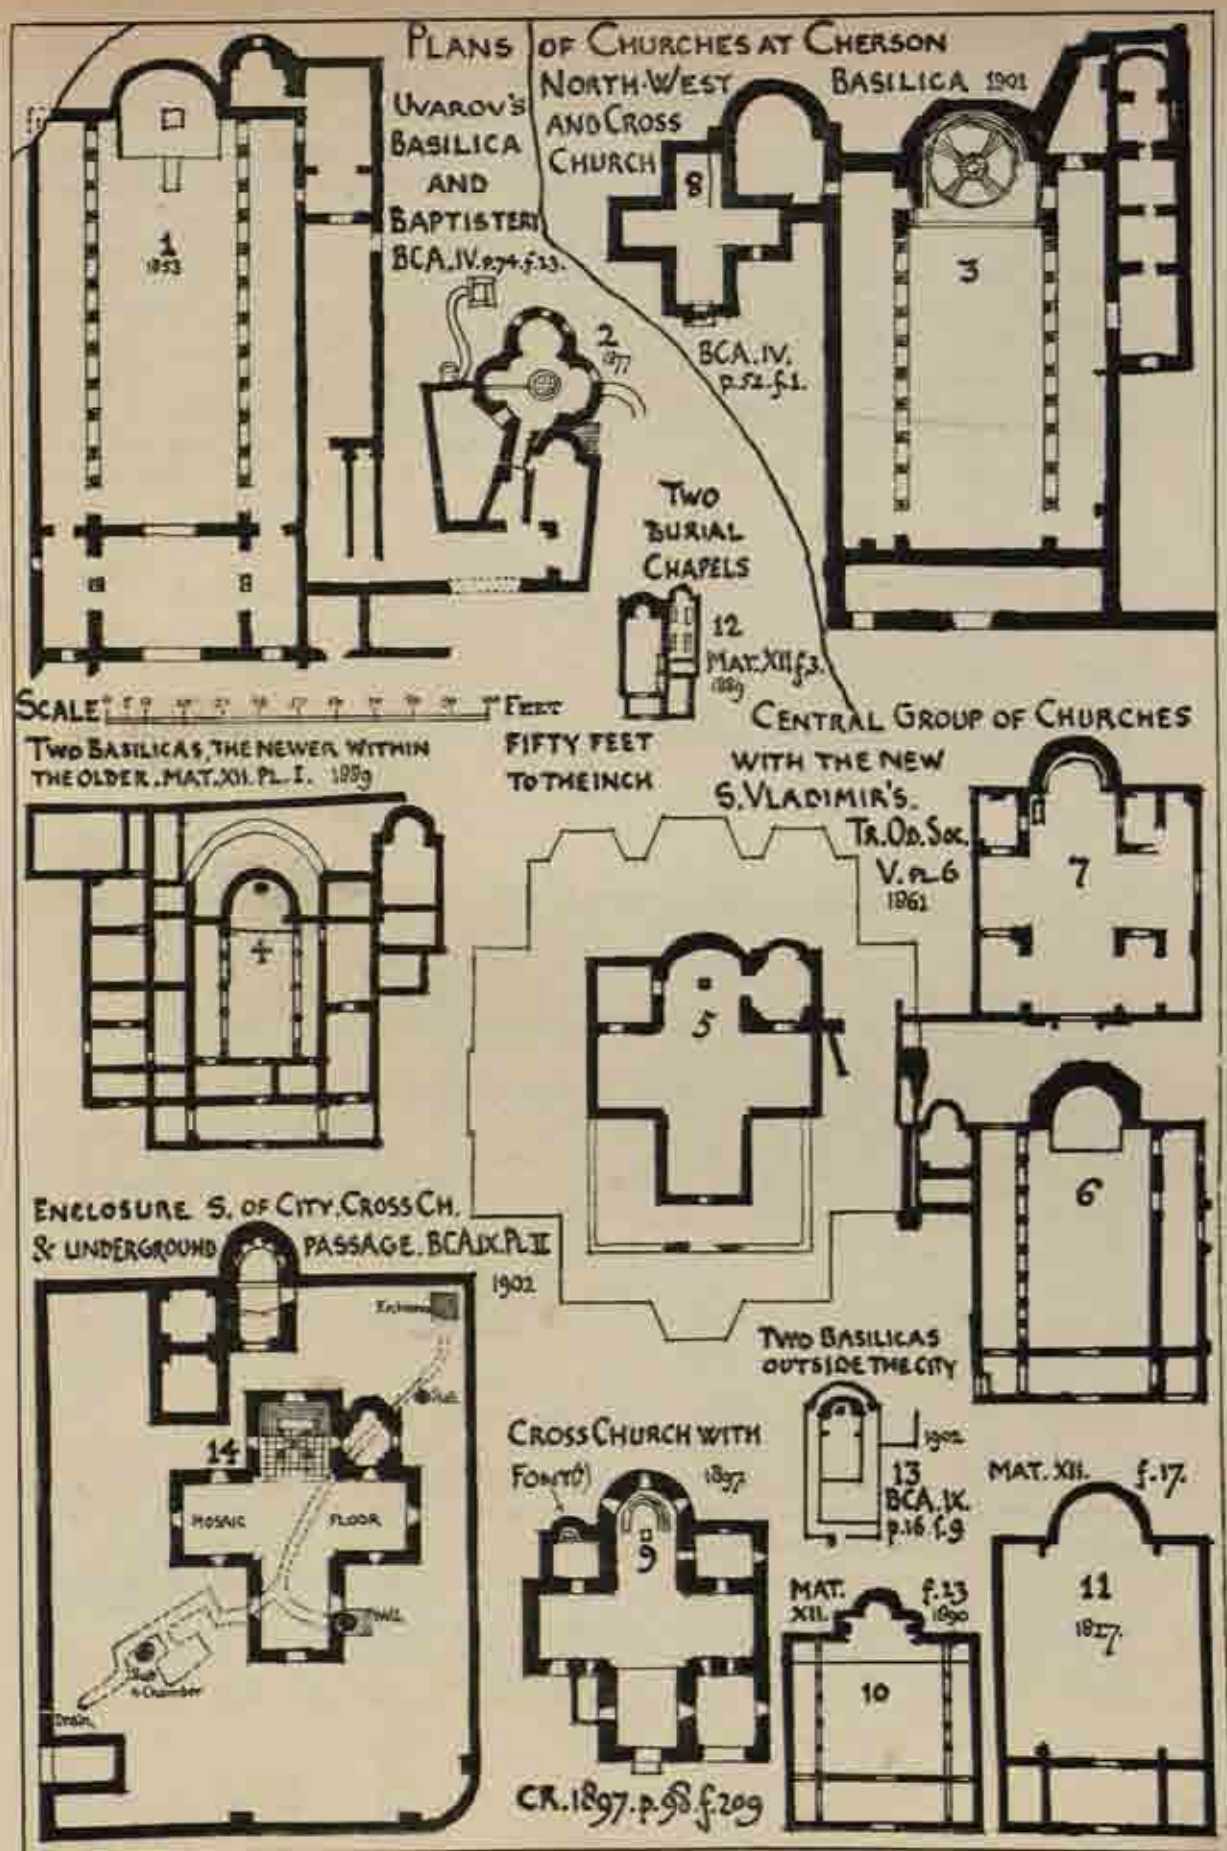 PLANS OF CHURCHES AT CHERSON
UVAROV'S
BASILICA
AND
BAPTISTERY
BCA. IV. p.74. f.23.
NORTH-WEST BASILICA 1901
AND CROSS
CHURCH
8
1
1853
2
1877
3
BCA. IV.
p.52. f.1.
TWO
BURIAL
CHAPELS
12
MAT. XII f.3.
1889
SCALE FEET
FIFTY FEET
TO THE INCH
TWO BASILICAS, THE NEWER WITHIN
THE OLDER. MAT. XII. PL. I. 1889
4
CENTRAL GROUP OF CHURCHES
WITH THE NEW
S. VLADIMIR'S.
TR. OD. SOC.
V. PL. 6
1861
7
5
6
ENCLOSURE S. OF CITY, CROSS CH.
& UNDERGROUND PASSAGE. BCA. IX. PL. II
1902
Entrance
14
MOSAIC FLOOR
Well
Chamber
Drain
CROSS CHURCH WITH
FONT(?) 1897
9
CR. 1897. p.98. f.209
TWO BASILICAS
OUTSIDE THE CITY
1902
13
BCA. IX.
p.16. f.9
MAT. f.23
XII. 1890
10
MAT. XII. f.17.
11
1827.